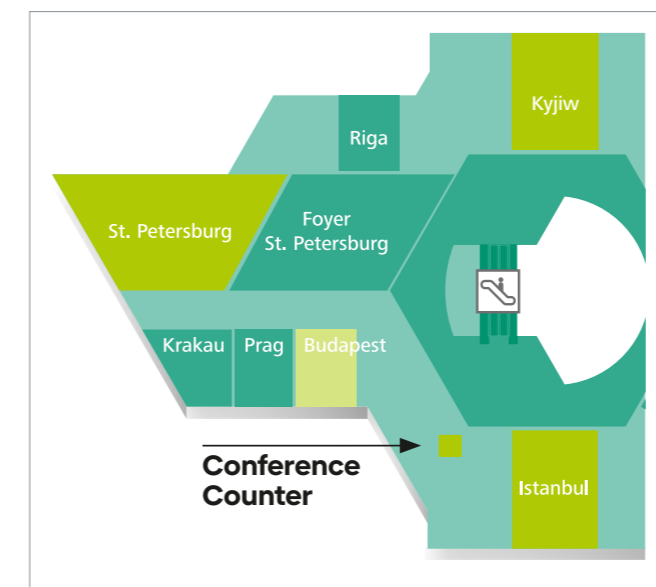 Kyjiw
Riga
St. Petersburg
Foyer
St. Petersburg
Krakau
Prag
Budapest
Conference
Counter
Istanbul